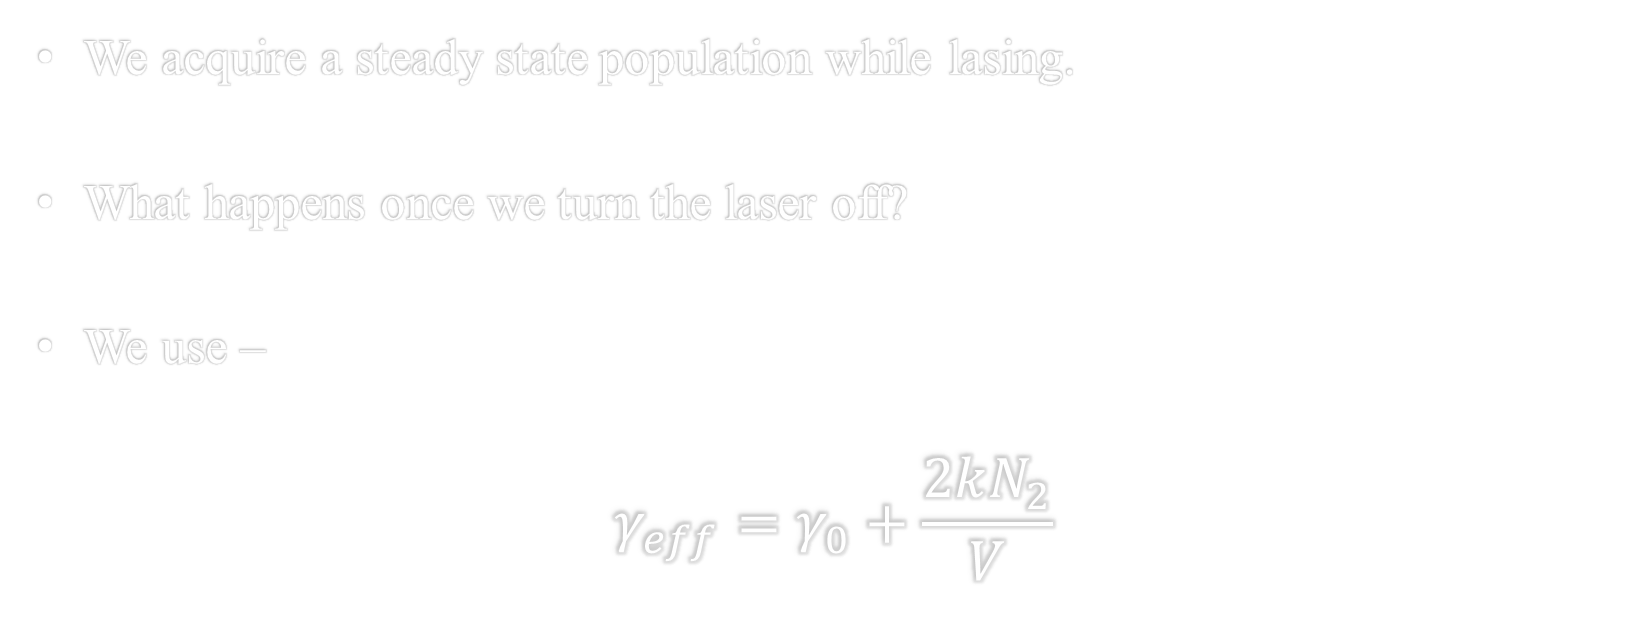 • We acquire a steady state population while lasing.
• What happens once we turn the laser off?
• We use –
γ_eff = γ_0 + 2kN_2 / V